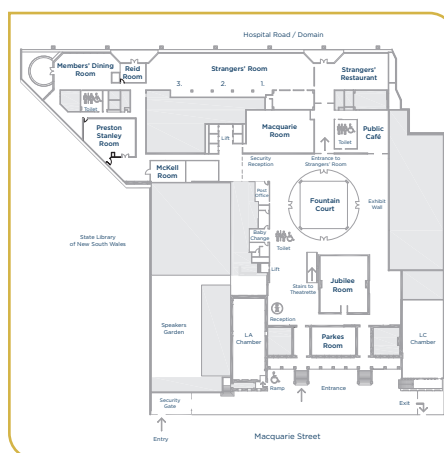 Hospital Road / Domain
Members' Dining
Room
Reid
Room
Strangers' Room
Strangers'
Restaurant
3.
2.
1.
Toilet
Preston
Stanley
Room
Lift
Macquarie
Room
Toilet
Public
Café
McKell
Room
Security
Reception
Entrance to
Strangers' Room
Post
Office
Fountain
Court
Exhibit
Wall
State Library
of New South Wales
Baby
Change
Toilet
Lift
Stairs to
Theatrette
Jubilee
Room
Speakers
Garden
Reception
LA
Chamber
Parkes
Room
LC
Chamber
Ramp
Entrance
Security
Gate
Exit
Entry
Macquarie Street